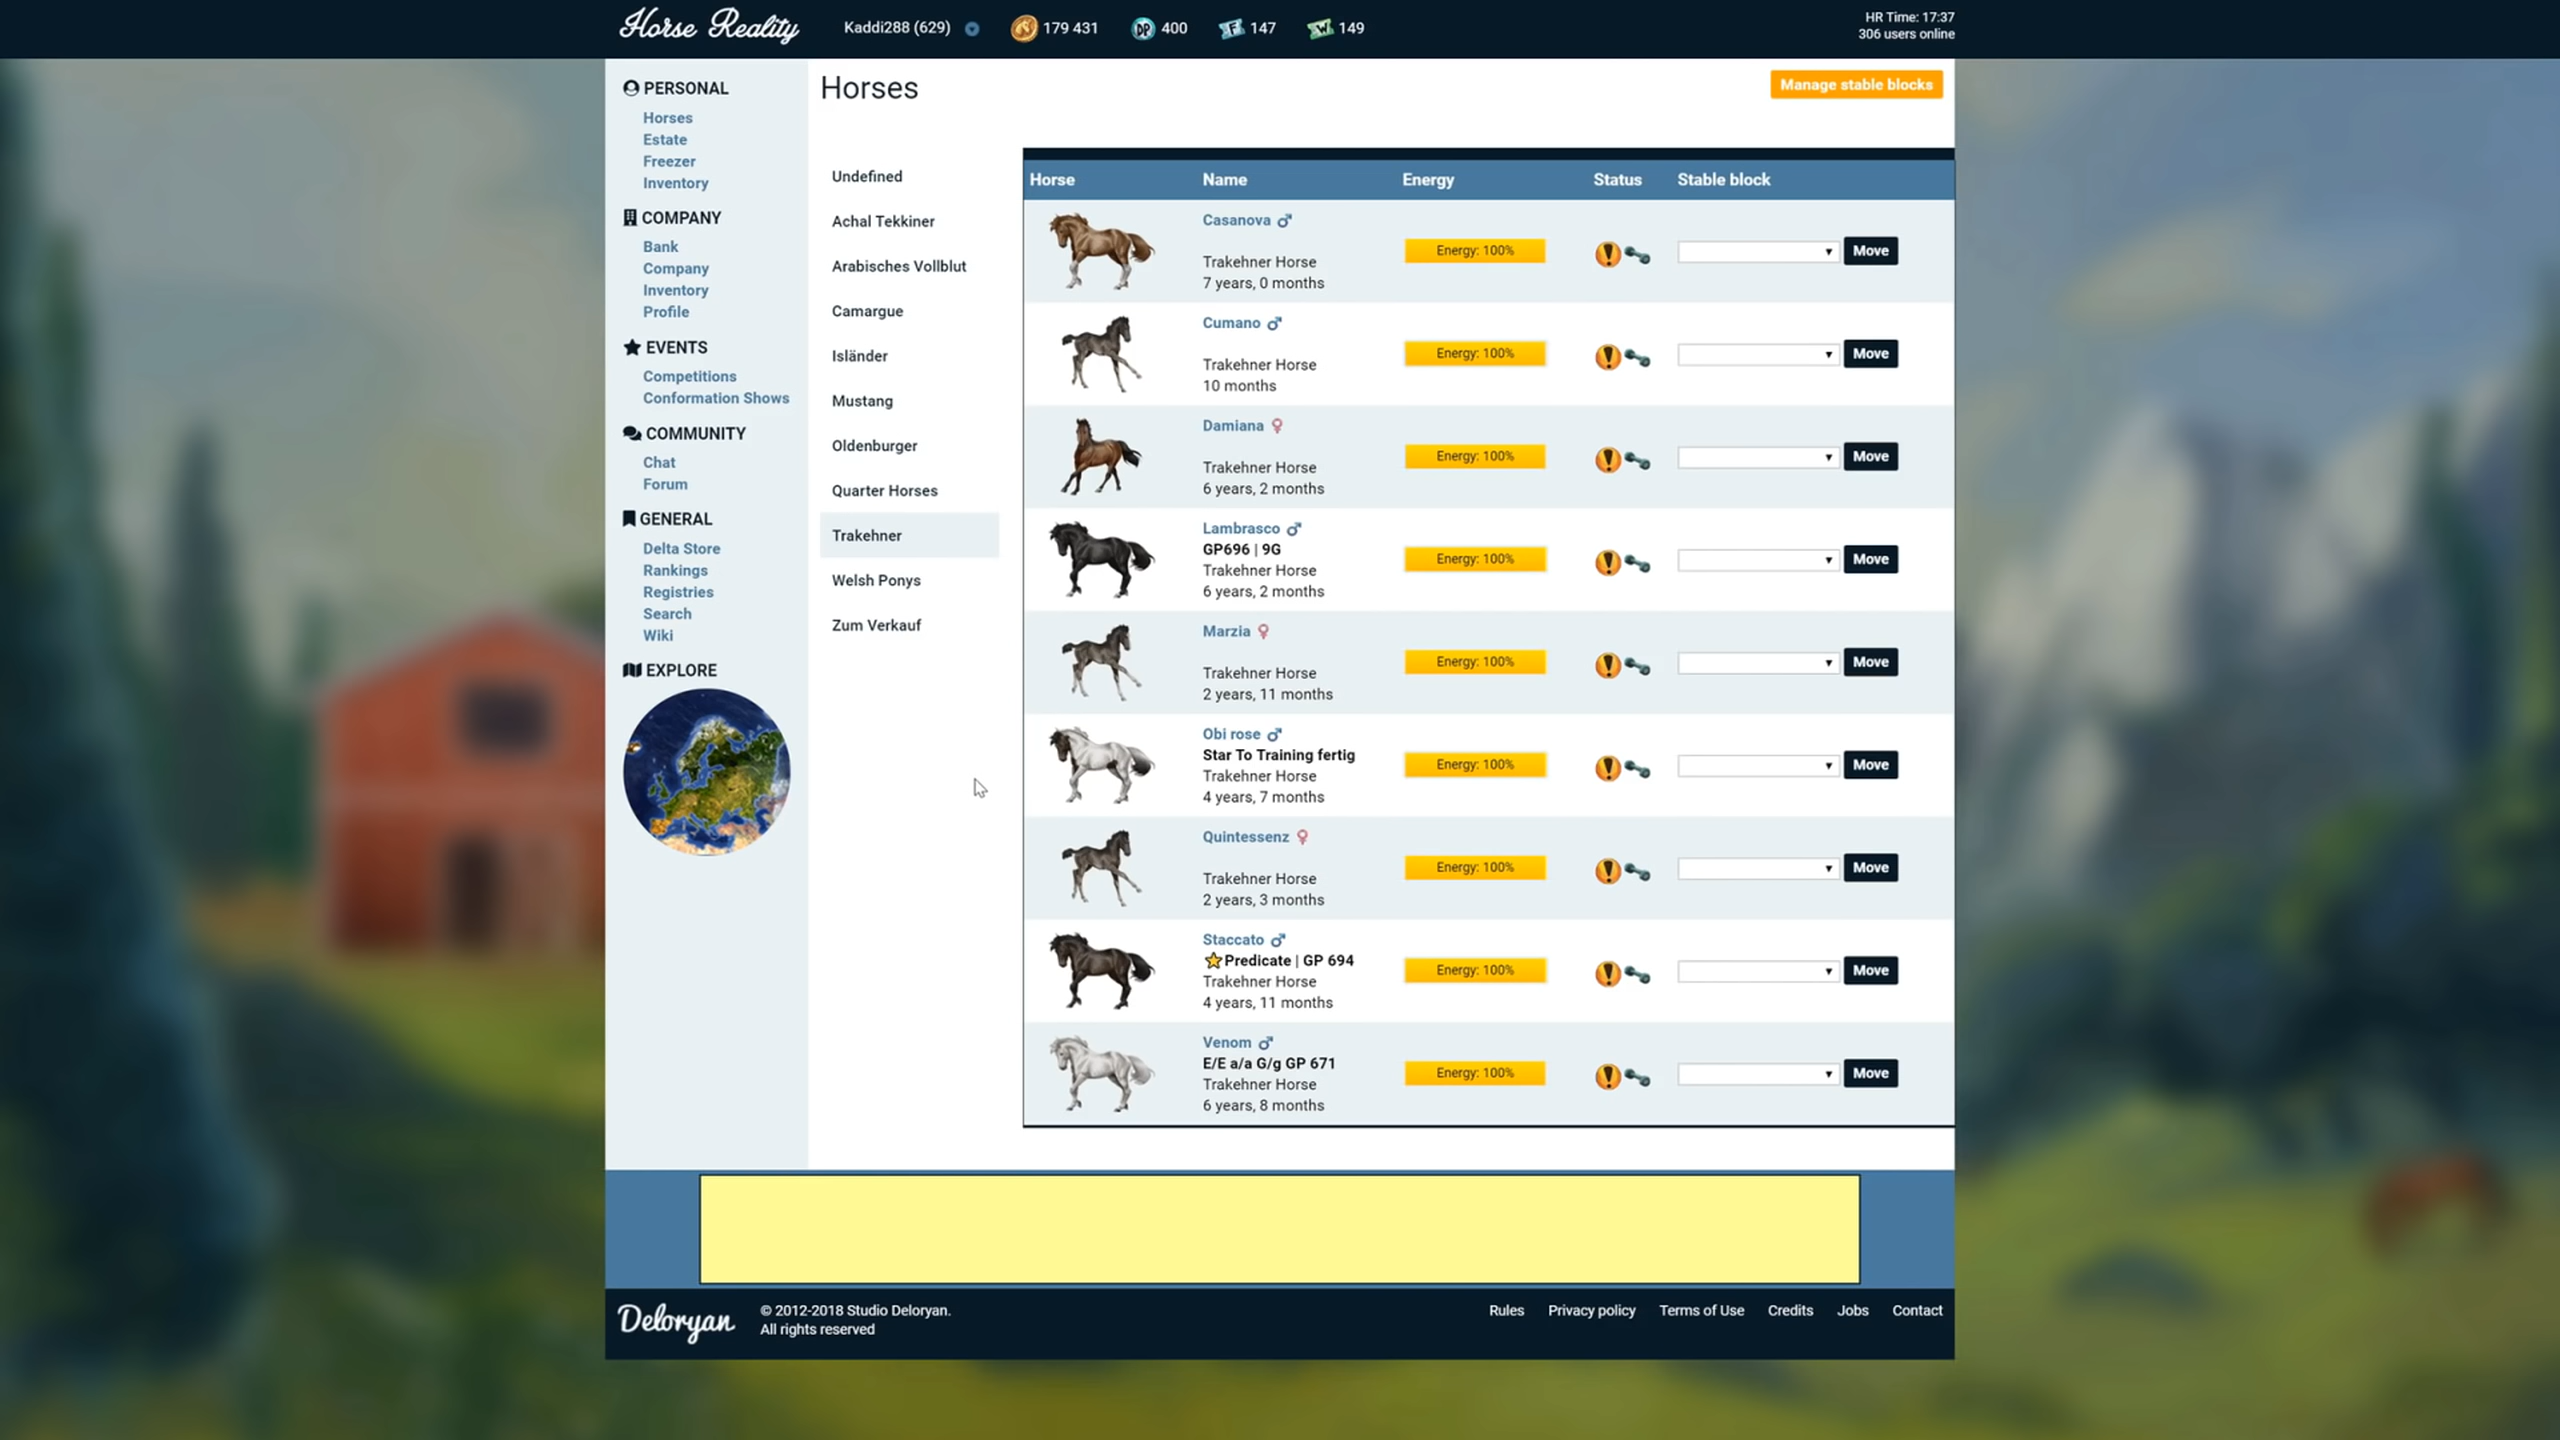 Horse Reality
Kaddi288 (629)
179 431
400
147
149
HR Time: 17:37
306 users online
PERSONAL
Horses
Estate
Freezer
Inventory
COMPANY
Bank
Company
Inventory
Profile
EVENTS
Competitions
Conformation Shows
COMMUNITY
Chat
Forum
GENERAL
Delta Store
Rankings
Registries
Search
Wiki
EXPLORE
Horses
Manage stable blocks
Undefined
Achal Tekkiner
Arabisches Vollblut
Camargue
Isländer
Mustang
Oldenburger
Quarter Horses
Trakehner
Welsh Ponys
Zum Verkauf
Horse Name Energy Status Stable block
Casanova ♂
Trakehner Horse
7 years, 0 months
Energy: 100%
Move
Cumano ♂
Trakehner Horse
10 months
Energy: 100%
Move
Damiana ♀
Trakehner Horse
6 years, 2 months
Energy: 100%
Move
Lambrasco ♂
GP696 | 9G
Trakehner Horse
6 years, 2 months
Energy: 100%
Move
Marzia ♀
Trakehner Horse
2 years, 11 months
Energy: 100%
Move
Obi rose ♂
Star To Training fertig
Trakehner Horse
4 years, 7 months
Energy: 100%
Move
Quintessenz ♀
Trakehner Horse
2 years, 3 months
Energy: 100%
Move
Staccato ♂
⭐Predicate | GP 694
Trakehner Horse
4 years, 11 months
Energy: 100%
Move
Venom ♂
E/E a/a G/g GP 671
Trakehner Horse
6 years, 8 months
Energy: 100%
Move
Deloryan
© 2012-2018 Studio Deloryan.
All rights reserved
Rules Privacy policy Terms of Use Credits Jobs Contact